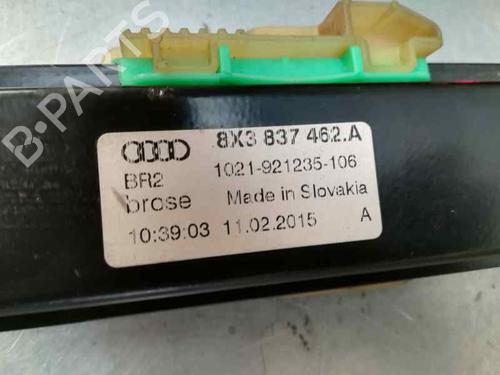 8X3 837 462.A
BR2 1021-921235-106
brose Made in Slovakia
10:39:03 11.02.2015 A
B-PARTS